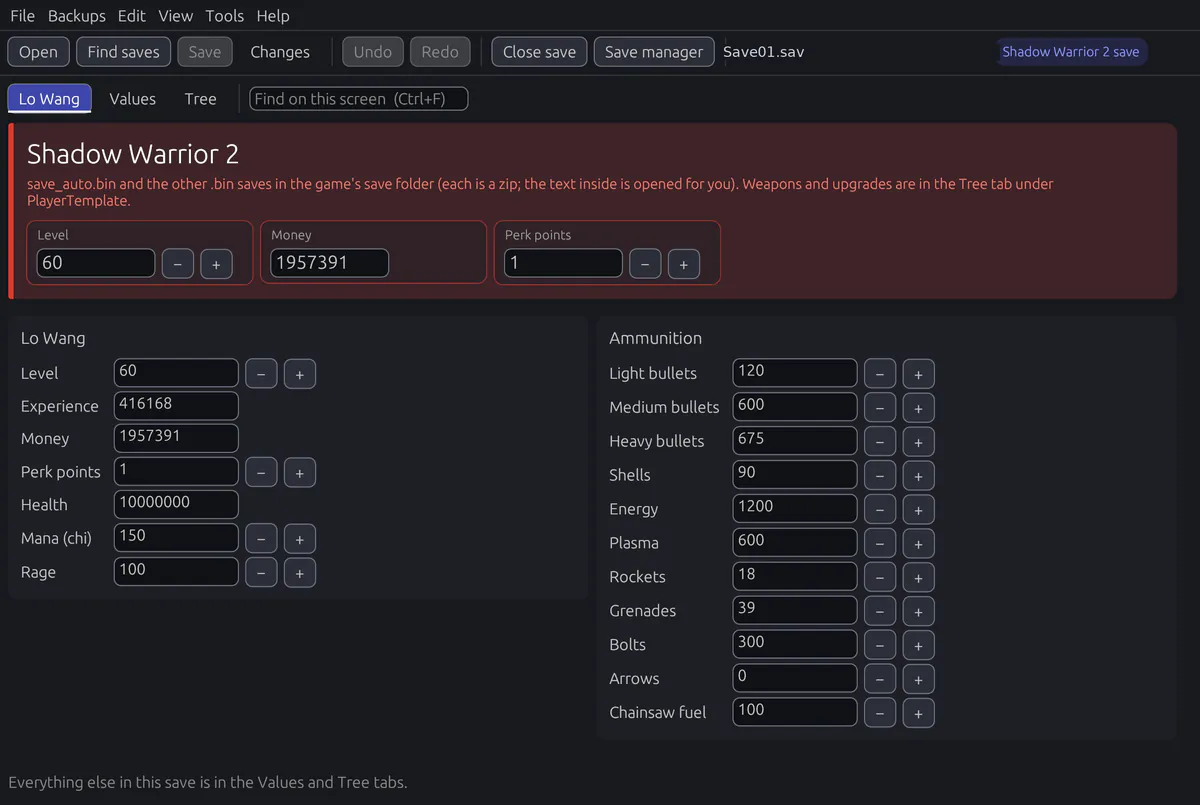 File Backups Edit View Tools Help
Open Find saves Save Changes Undo Redo Close save Save manager Save01.sav Shadow Warrior 2 save
Lo Wang Values Tree Find on this screen (Ctrl+F)
Shadow Warrior 2
save_auto.bin and the other .bin saves in the game's save folder (each is a zip; the text inside is opened for you). Weapons and upgrades are in the Tree tab under
PlayerTemplate.
Level Money Perk points
60 − + 1957391 1 − +
Lo Wang
Level 60 − +
Experience 416168
Money 1957391
Perk points 1 − +
Health 10000000
Mana (chi) 150 − +
Rage 100 − +
Ammunition
Light bullets 120 − +
Medium bullets 600 − +
Heavy bullets 675 − +
Shells 90 − +
Energy 1200 − +
Plasma 600 − +
Rockets 18 − +
Grenades 39 − +
Bolts 300 − +
Arrows 0 − +
Chainsaw fuel 100 − +
Everything else in this save is in the Values and Tree tabs.